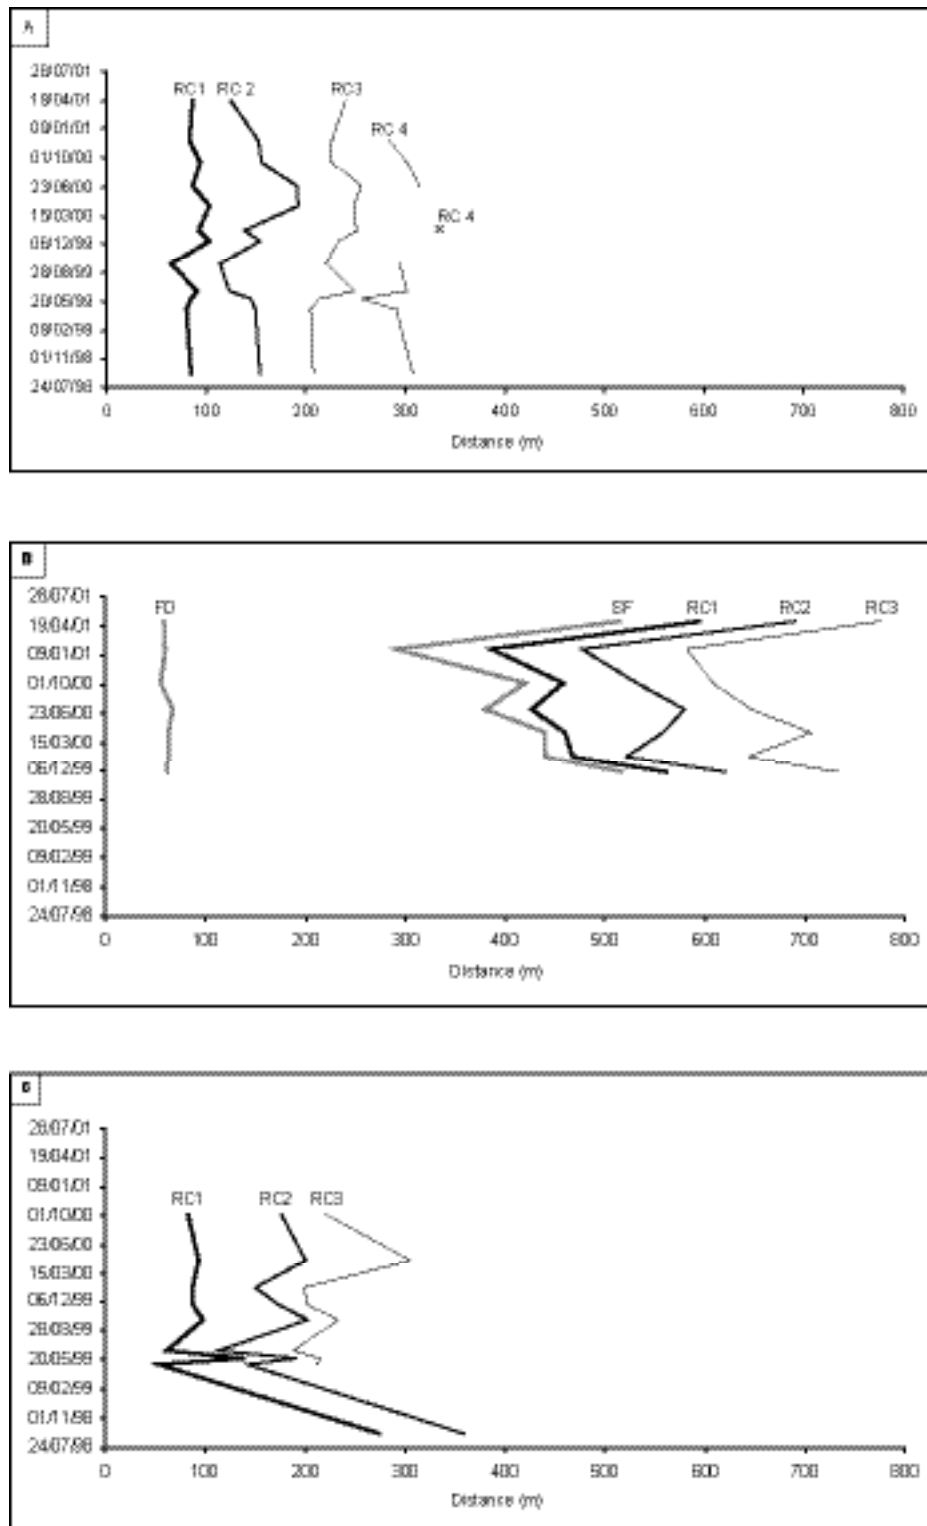 A
28/07/01
RC1 RC 2 RC3
19/04/01
09/01/01
RC 4
01/10/00
23/06/00
15/03/00
RC 4
x
06/12/99
28/08/99
20/05/99
09/02/99
01/11/98
24/07/98
0 100 200 300 400 500 600 700 800
Distance (m)
B
28/07/01
FD SF RC1 RC2 RC3
19/04/01
09/01/01
01/10/00
23/06/00
15/03/00
06/12/99
28/08/99
20/05/99
09/02/99
01/11/98
24/07/98
0 100 200 300 400 500 600 700 800
Distance (m)
C
28/07/01
19/04/01
09/01/01
RC1 RC2 RC3
01/10/00
23/06/00
15/03/00
06/12/99
28/08/99
20/05/99
09/02/99
01/11/98
24/07/98
0 100 200 300 400 500 600 700 800
Distance (m)